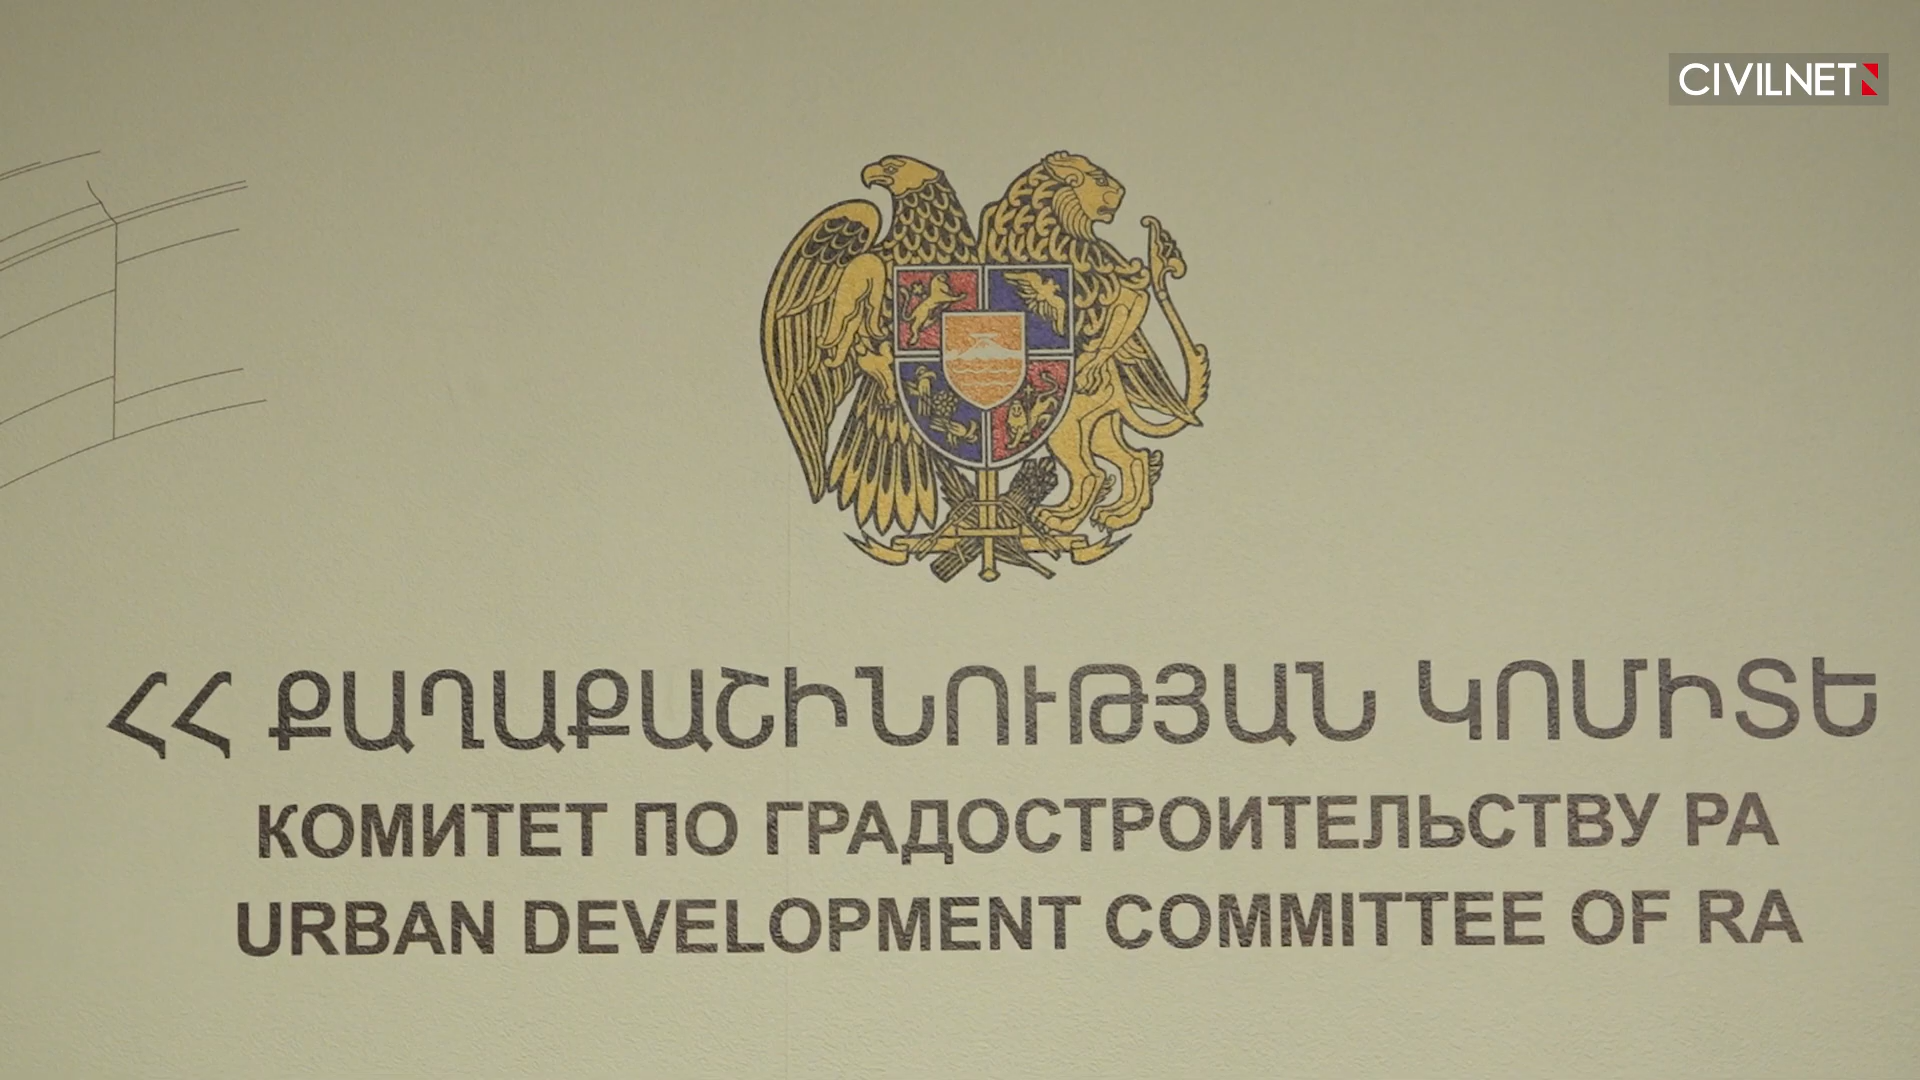 CIVILNET
ՀՀ ՔԱՂԱՔԱՇԻՆՈՒԹՅԱՆ ԿՈՄԻՏԵ
КОМИТЕТ ПО ГРАДОСТРОИТЕЛЬСТВУ РА
URBAN DEVELOPMENT COMMITTEE OF RA